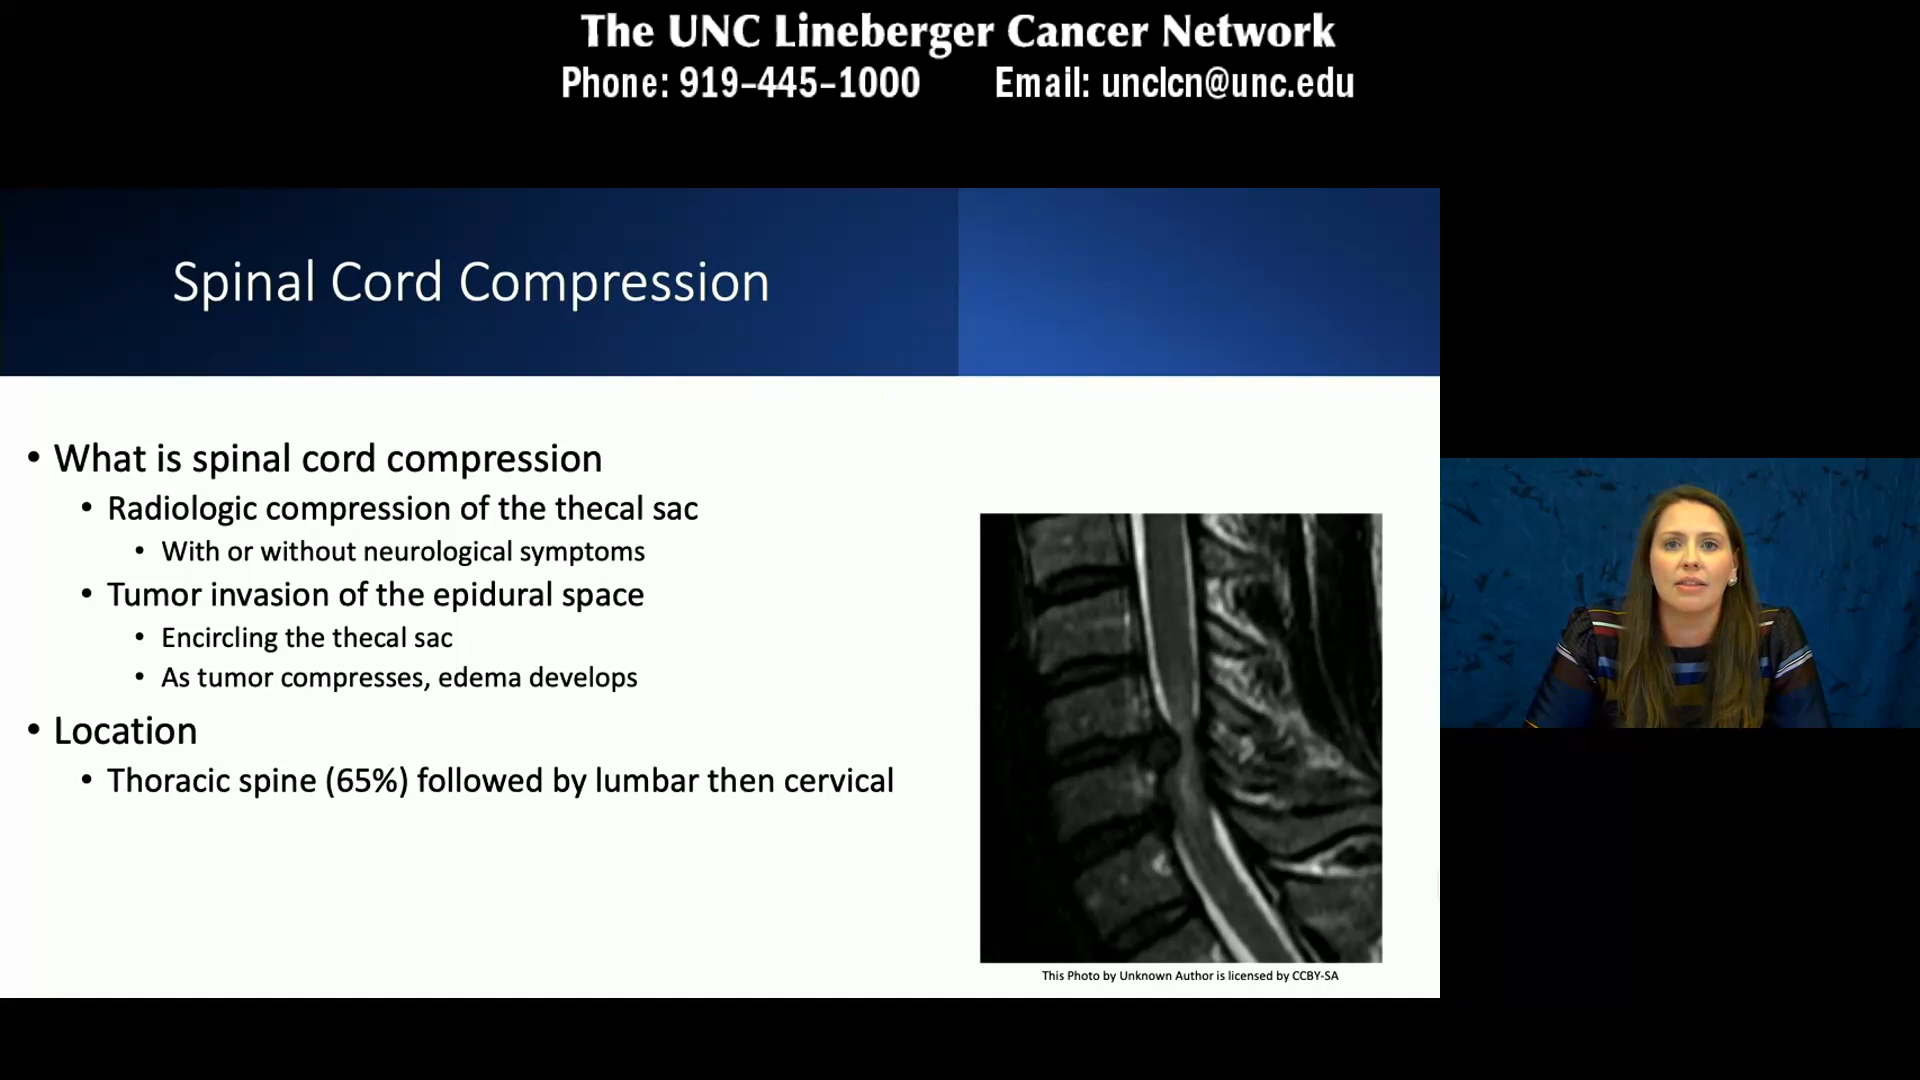 The UNC Lineberger Cancer Network
Phone: 919-445-1000 Email: unclcn@unc.edu
Spinal Cord Compression
• What is spinal cord compression
• Radiologic compression of the thecal sac
• With or without neurological symptoms
• Tumor invasion of the epidural space
• Encircling the thecal sac
• As tumor compresses, edema develops
• Location
• Thoracic spine (65%) followed by lumbar then cervical
This Photo by Unknown Author is licensed by CCBY-SA